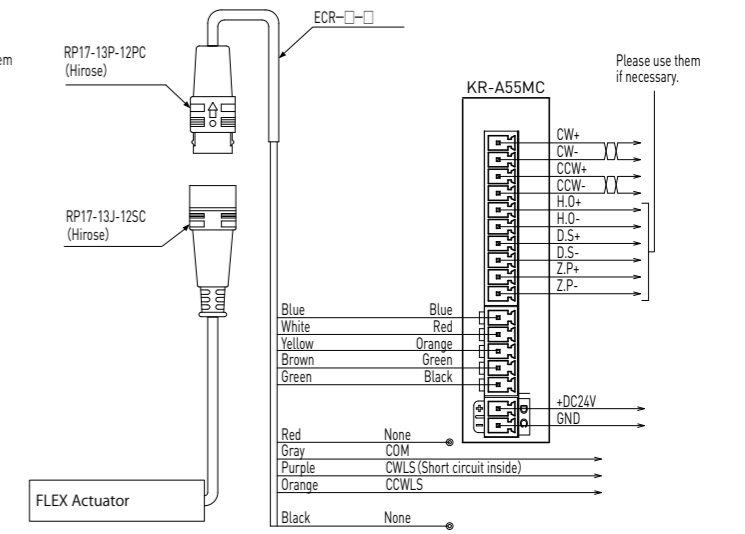 em
RP17-13P-12PC
(Hirose)
ECR-□-□
Please use them
if necessary.
KR-A55MC
CW+
CW-
CCW+
CCW-
H.O+
H.O-
D.S+
D.S-
Z.P+
Z.P-
RP17-13J-12SC
(Hirose)
Blue Blue
White Red
Yellow Orange
Brown Green
Green Black
+DC24V
GND
Red None
Gray COM
Purple CWLS (Short circuit inside)
Orange CCWLS
Black None
FLEX Actuator